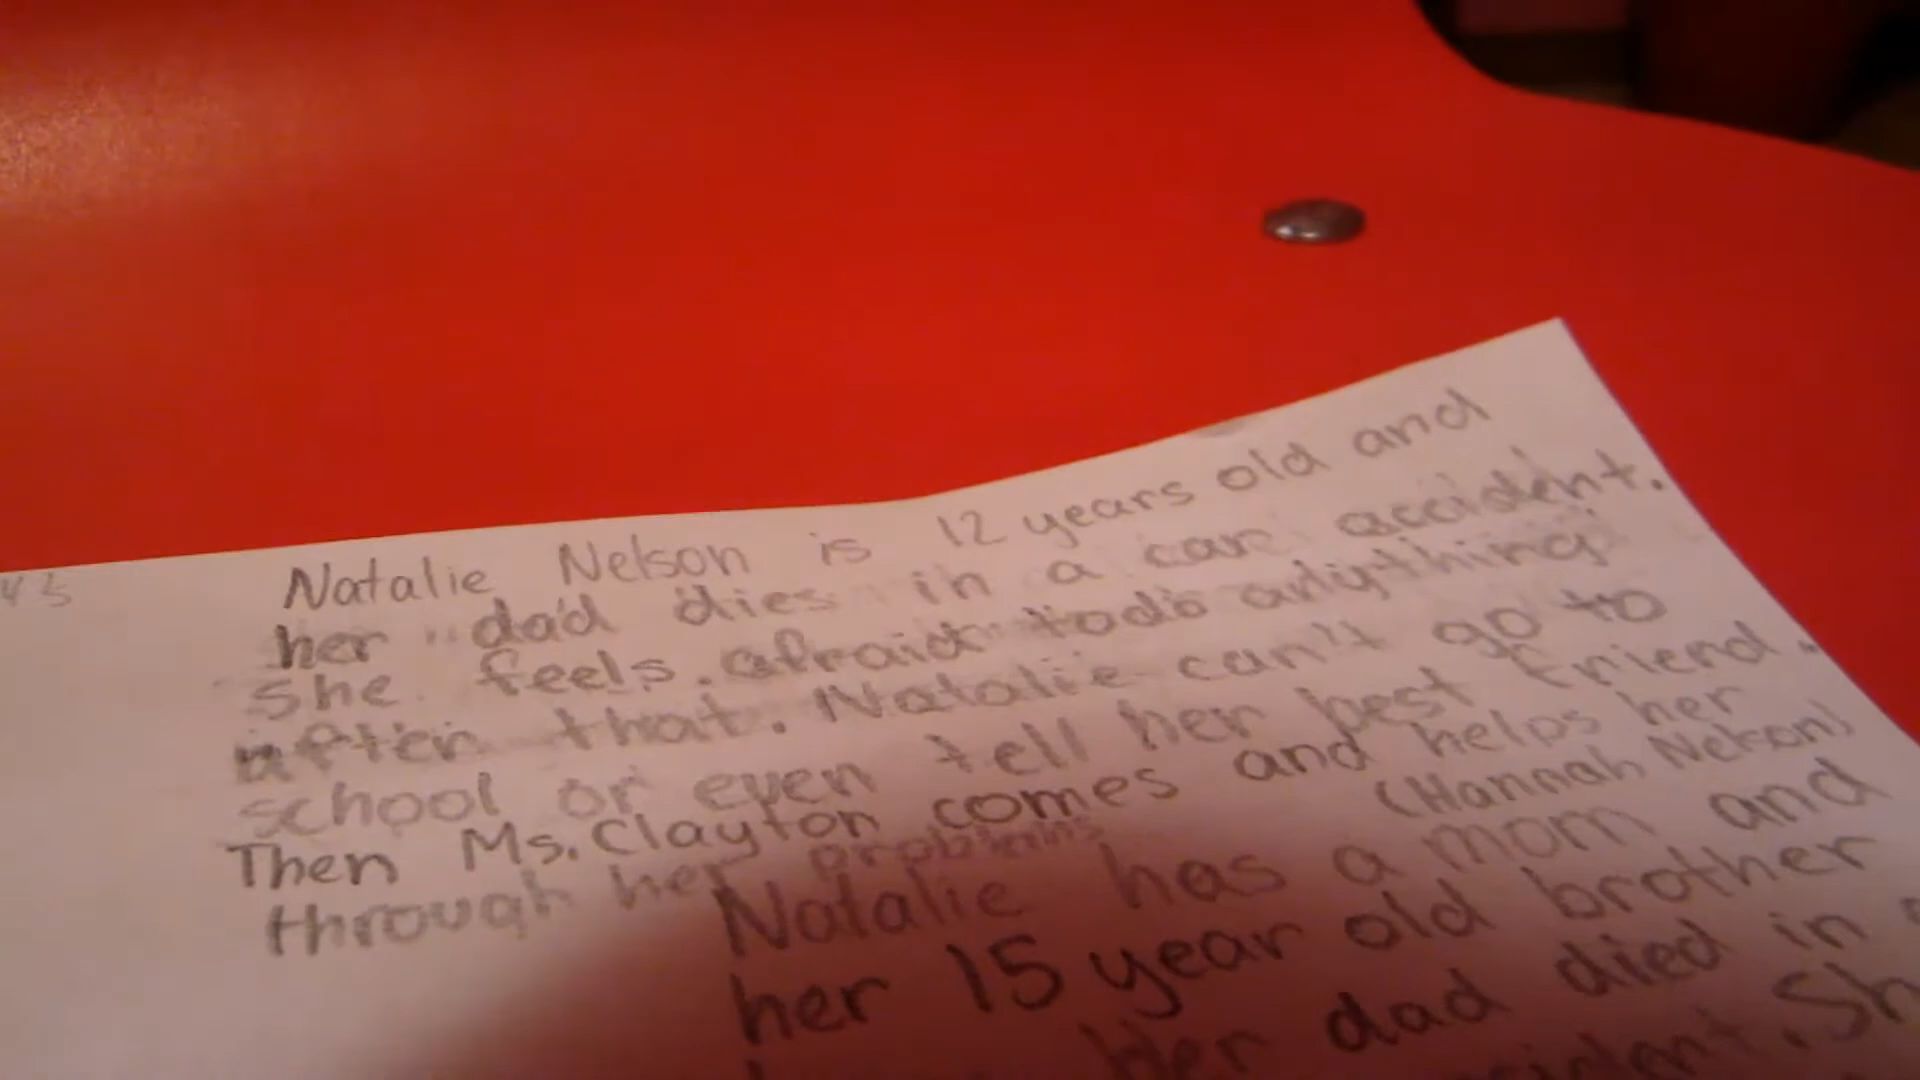 Natalie Nelson is 12 years old and
her dad dies in a car accident.
She feels afraid to do anything
after that. Natalie can't go to
school or even tell her best friend.
Then Ms. Clayton comes and helps her
through her problems
(Hannah Nelson)
Natalie has a mom and
her 15 year old brother
Her dad died in
accident. Sh